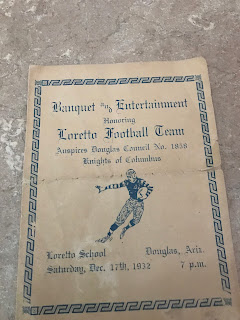 Banquet and Entertainment
Honoring
Loretto Football Team
Auspices Douglas Council No. 1858
Knights of Columbus
Loretto School Douglas, Ariz.
Saturday, Dec. 17th, 1932 7 p.m.